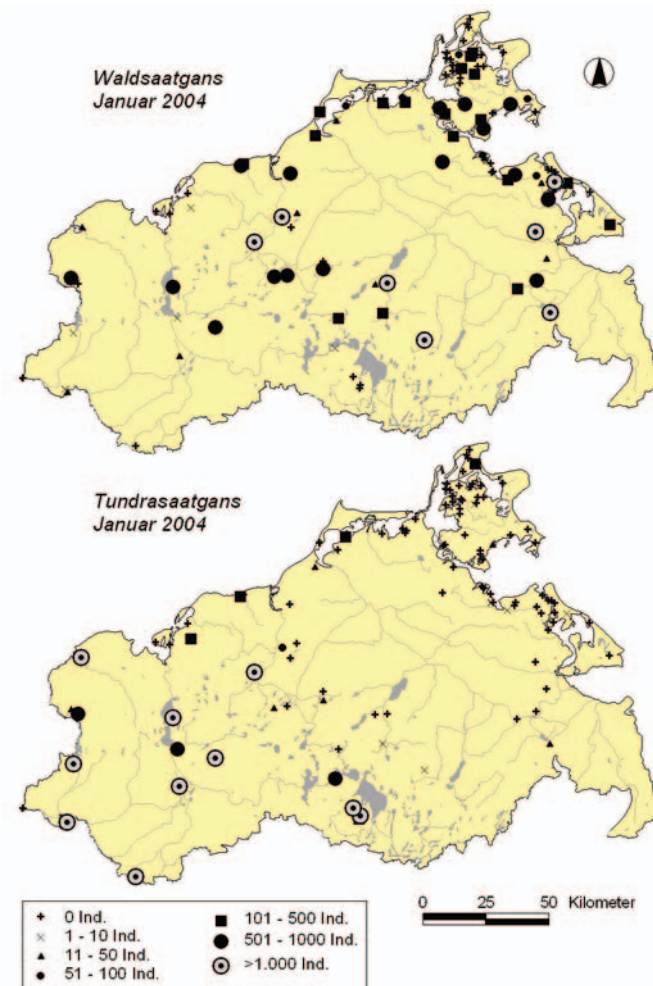 Waldsaatgans
Januar 2004
Tundrasaatgans
Januar 2004
0 Ind.
1 - 10 Ind.
11 - 50 Ind.
51 - 100 Ind.
101 - 500 Ind.
501 - 1000 Ind.
>1.000 Ind.
0 25 50 Kilometer